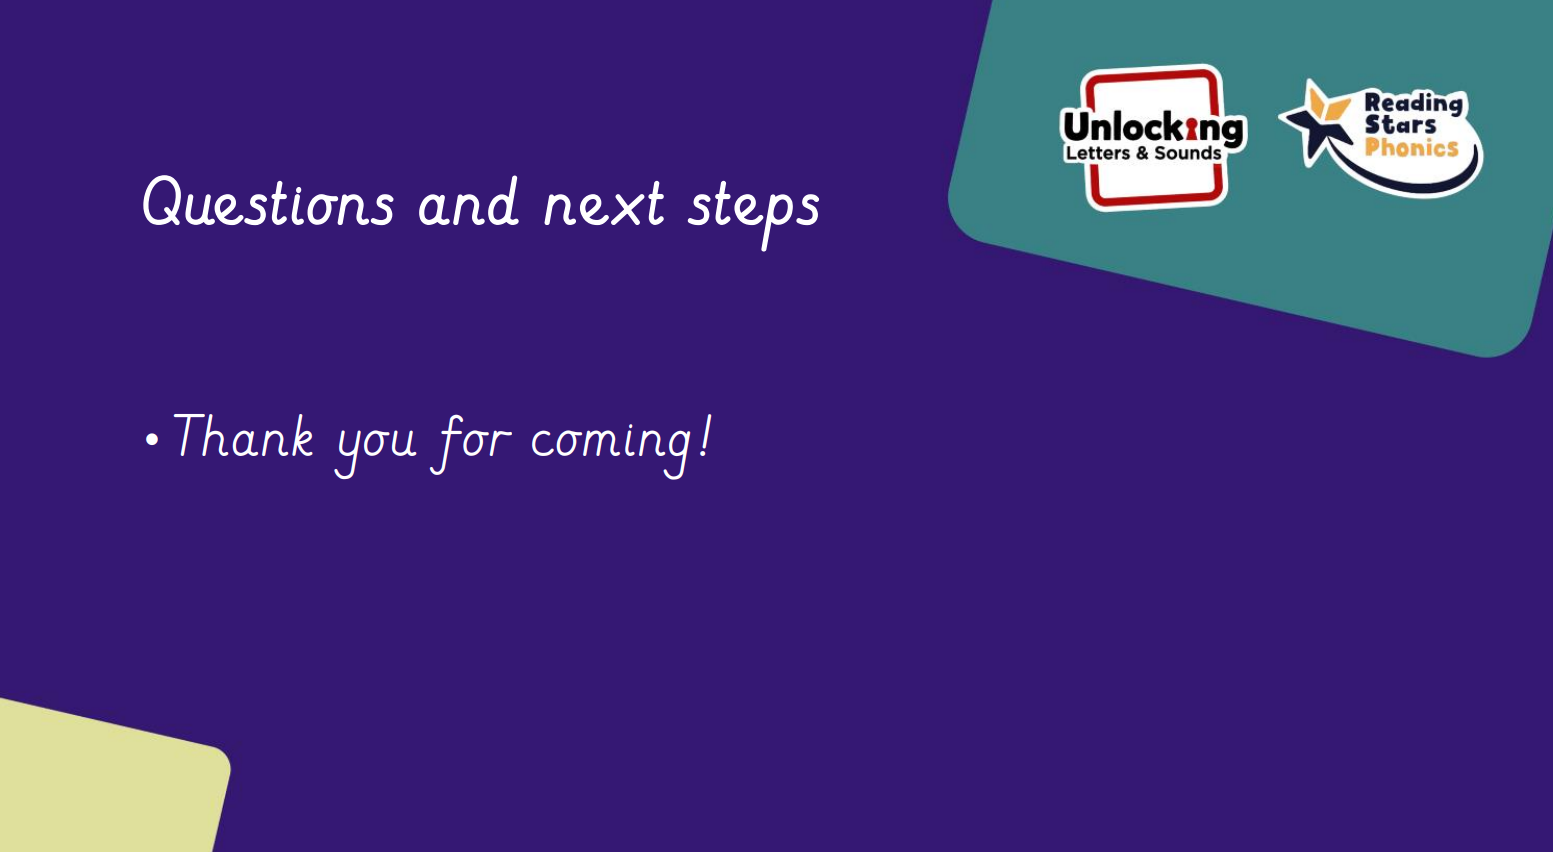 Unlocking
Letters & Sounds
Reading
Stars
Phonics
Questions and next steps
• Thank you for coming!